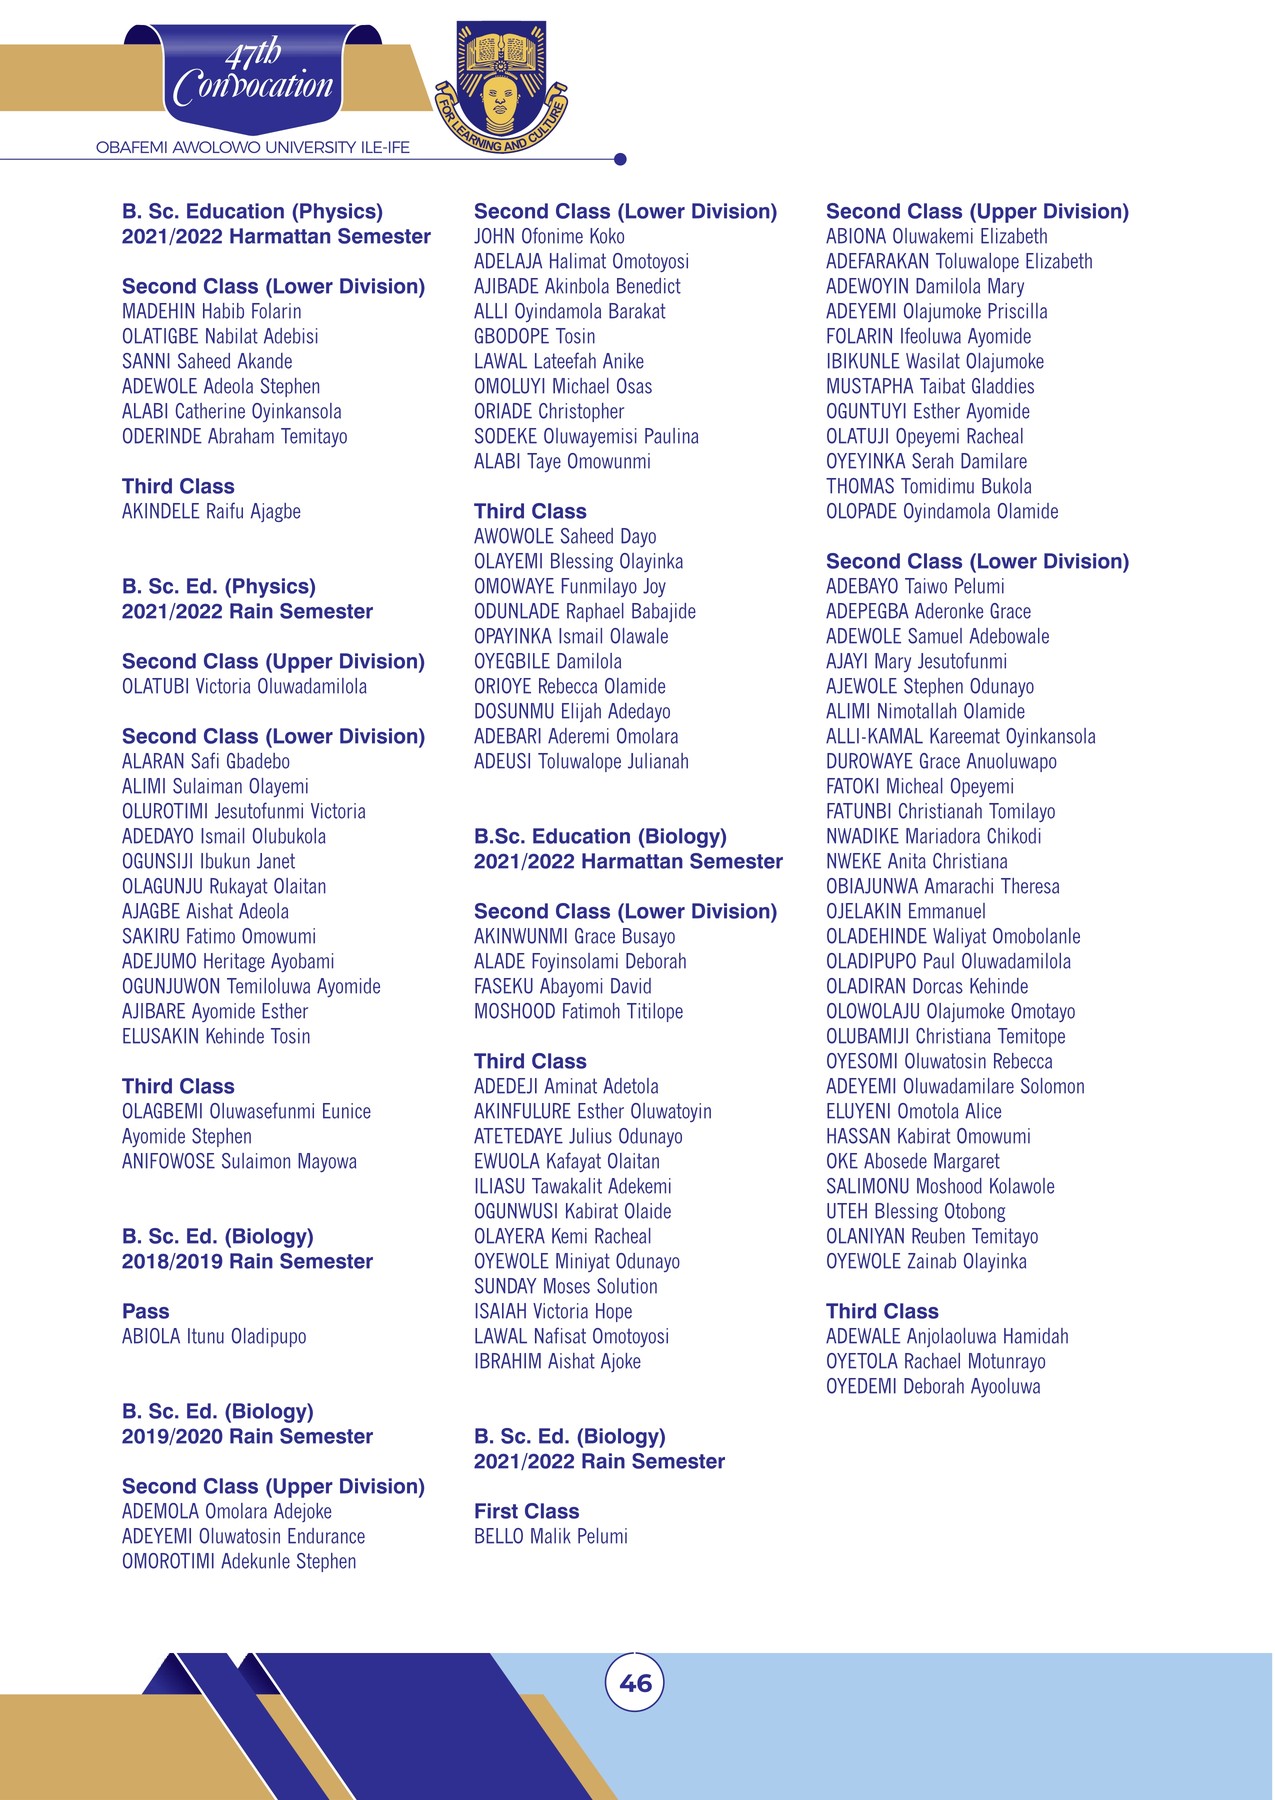 47th
Convocation
FOR LEARNING AND CULTURE
OBAFEMI AWOLOWO UNIVERSITY ILE-IFE
B. Sc. Education (Physics)
2021/2022 Harmattan Semester
Second Class (Lower Division)
MADEHIN Habib Folarin
OLATIGBE Nabilat Adebisi
SANNI Saheed Akande
ADEWOLE Adeola Stephen
ALABI Catherine Oyinkansola
ODERINDE Abraham Temitayo
Third Class
AKINDELE Raifu Ajagbe
B. Sc. Ed. (Physics)
2021/2022 Rain Semester
Second Class (Upper Division)
OLATUBI Victoria Oluwadamilola
Second Class (Lower Division)
ALARAN Safi Gbadebo
ALIMI Sulaiman Olayemi
OLUROTIMI Jesutofunmi Victoria
ADEDAYO Ismail Olubukola
OGUNSIJI Ibukun Janet
OLAGUNJU Rukayat Olaitan
AJAGBE Aishat Adeola
SAKIRU Fatimo Omowumi
ADEJUMO Heritage Ayobami
OGUNJUWON Temiloluwa Ayomide
AJIBARE Ayomide Esther
ELUSAKIN Kehinde Tosin
Third Class
OLAGBEMI Oluwasefunmi Eunice
Ayomide Stephen
ANIFOWOSE Sulaimon Mayowa
B. Sc. Ed. (Biology)
2018/2019 Rain Semester
Pass
ABIOLA Itunu Oladipupo
B. Sc. Ed. (Biology)
2019/2020 Rain Semester
Second Class (Upper Division)
ADEMOLA Omolara Adejoke
ADEYEMI Oluwatosin Endurance
OMOROTIMI Adekunle Stephen
Second Class (Lower Division)
JOHN Ofonime Koko
ADELAJA Halimat Omotoyosi
AJIBADE Akinbola Benedict
ALLI Oyindamola Barakat
GBODOPE Tosin
LAWAL Lateefah Anike
OMOLUYI Michael Osas
ORIADE Christopher
SODEKE Oluwayemisi Paulina
ALABI Taye Omowunmi
Third Class
AWOWOLE Saheed Dayo
OLAYEMI Blessing Olayinka
OMOWAYE Funmilayo Joy
ODUNLADE Raphael Babajide
OPAYINKA Ismail Olawale
OYEGBILE Damilola
ORIOYE Rebecca Olamide
DOSUNMU Elijah Adedayo
ADEBARI Aderemi Omolara
ADEUSI Toluwalope Julianah
B.Sc. Education (Biology)
2021/2022 Harmattan Semester
Second Class (Lower Division)
AKINWUNMI Grace Busayo
ALADE Foyinsolami Deborah
FASEKU Abayomi David
MOSHOOD Fatimoh Titilope
Third Class
ADEDEJI Aminat Adetola
AKINFULURE Esther Oluwatoyin
ATETEDAYE Julius Odunayo
EWUOLA Kafayat Olaitan
ILIASU Tawakalit Adekemi
OGUNWUSI Kabirat Olaide
OLAYERA Kemi Racheal
OYEWOLE Miniyat Odunayo
SUNDAY Moses Solution
ISAIAH Victoria Hope
LAWAL Nafisat Omotoyosi
IBRAHIM Aishat Ajoke
B. Sc. Ed. (Biology)
2021/2022 Rain Semester
First Class
BELLO Malik Pelumi
Second Class (Upper Division)
ABIONA Oluwakemi Elizabeth
ADEFARAKAN Toluwalope Elizabeth
ADEWOYIN Damilola Mary
ADEYEMI Olajumoke Priscilla
FOLARIN Ifeoluwa Ayomide
IBIKUNLE Wasilat Olajumoke
MUSTAPHA Taibat Gladdies
OGUNTUYI Esther Ayomide
OLATUJI Opeyemi Racheal
OYEYINKA Serah Damilare
THOMAS Tomidimu Bukola
OLOPADE Oyindamola Olamide
Second Class (Lower Division)
ADEBAYO Taiwo Pelumi
ADEPEGBA Aderonke Grace
ADEWOLE Samuel Adebowale
AJAYI Mary Jesutofunmi
AJEWOLE Stephen Odunayo
ALIMI Nimotallah Olamide
ALLI-KAMAL Kareemat Oyinkansola
DUROWAYE Grace Anuoluwapo
FATOKI Micheal Opeyemi
FATUNBI Christianah Tomilayo
NWADIKE Mariadora Chikodi
NWEKE Anita Christiana
OBIAJUNWA Amarachi Theresa
OJELAKIN Emmanuel
OLADEHINDE Waliyat Omobolanle
OLADIPUPO Paul Oluwadamilola
OLADIRAN Dorcas Kehinde
OLOWOLAJU Olajumoke Omotayo
OLUBAMIJI Christiana Temitope
OYESOMI Oluwatosin Rebecca
ADEYEMI Oluwadamilare Solomon
ELUYENI Omotola Alice
HASSAN Kabirat Omowumi
OKE Abosede Margaret
SALIMONU Moshood Kolawole
UTEH Blessing Otobong
OLANIYAN Reuben Temitayo
OYEWOLE Zainab Olayinka
Third Class
ADEWALE Anjolaoluwa Hamidah
OYETOLA Rachael Motunrayo
OYEDEMI Deborah Ayooluwa
46